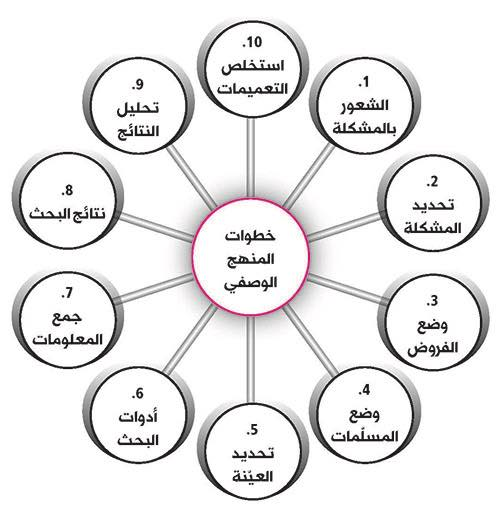 خطوات
المنهج
الوصفي
1.
الشعور
بالمشكلة
2.
تحديد
المشكلة
3.
وضع
الفروض
4.
وضع
المسلّمات
5.
تحديد
العيّنة
6.
أدوات
البحث
7.
جمع
المعلومات
8.
نتائج البحث
9.
تحليل
النتائج
10.
استخلص
التعميمات